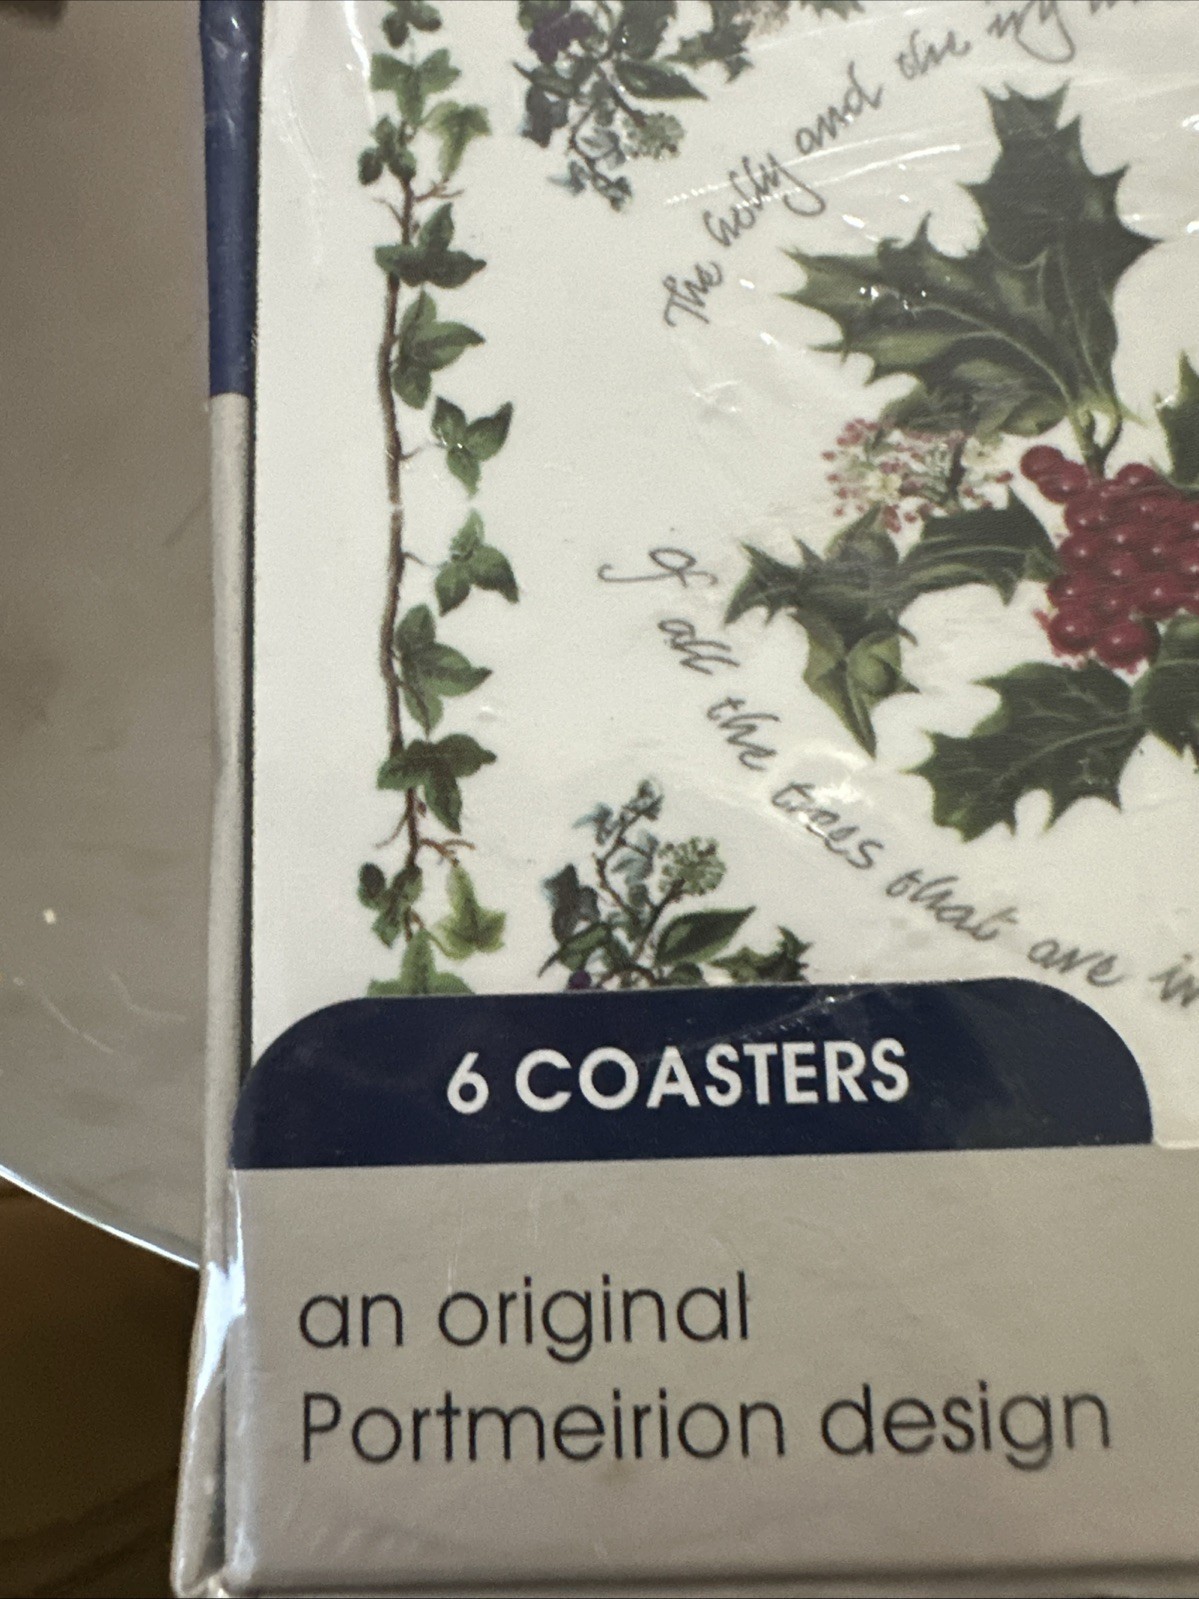 The holly and the ivy
Of all the trees that are in
6 COASTERS
an original
Portmeirion design